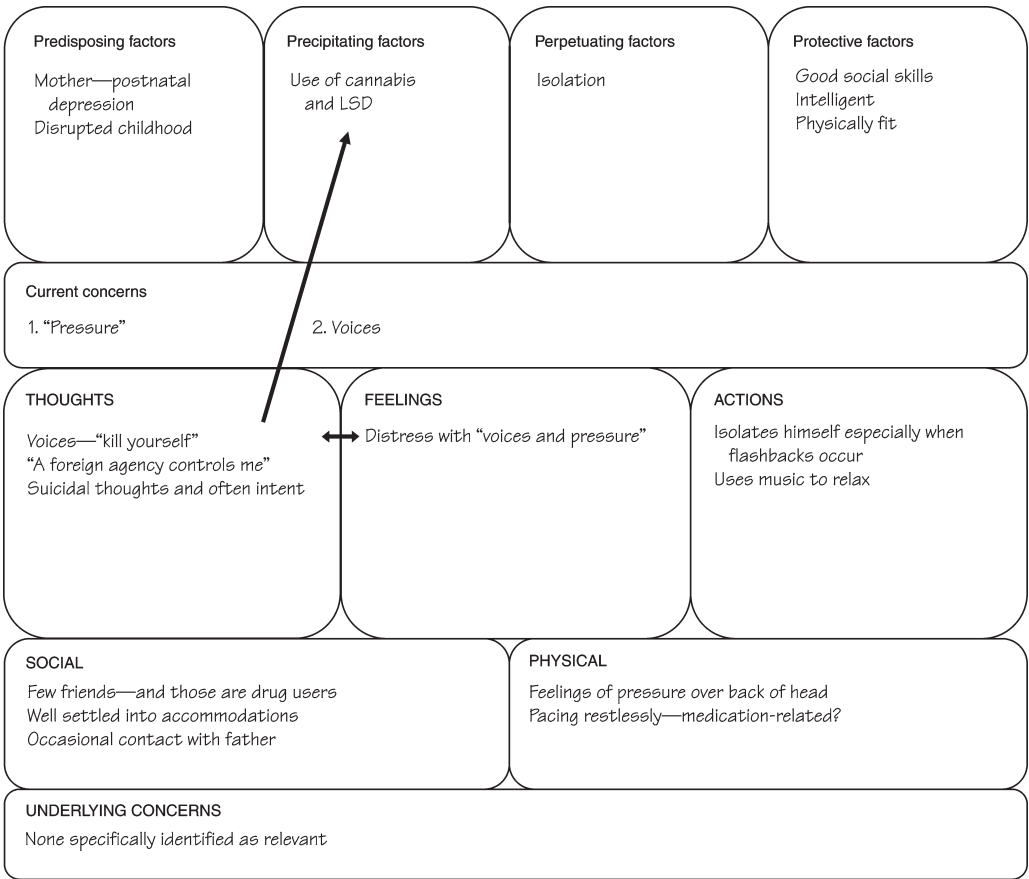 Predisposing factors
Mother—postnatal
depression
Disrupted childhood
Precipitating factors
Use of cannabis
and LSD
Perpetuating factors
Isolation
Protective factors
Good social skills
Intelligent
Physically fit
Current concerns
1. “Pressure”
2. Voices
THOUGHTS
Voices—“kill yourself”
“A foreign agency controls me”
Suicidal thoughts and often intent
FEELINGS
Distress with “voices and pressure”
ACTIONS
Isolates himself especially when
flashbacks occur
Uses music to relax
SOCIAL
Few friends—and those are drug users
Well settled into accommodations
Occasional contact with father
PHYSICAL
Feelings of pressure over back of head
Pacing restlessly—medication-related?
UNDERLYING CONCERNS
None specifically identified as relevant